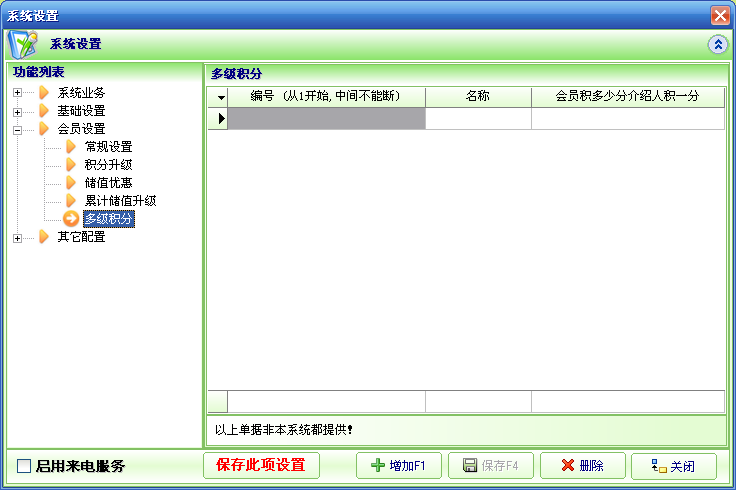 系统设置
系统设置
功能列表
系统业务
基础设置
会员设置
常规设置
积分升级
储值优惠
累计储值升级
多级积分
其它配置
多级积分
编号 (从1开始,中间不能断) 名称 会员积多少分介绍人积一分
以上单据非本系统都提供!
启用来电服务 保存此项设置 增加F1 保存F4 删除 关闭